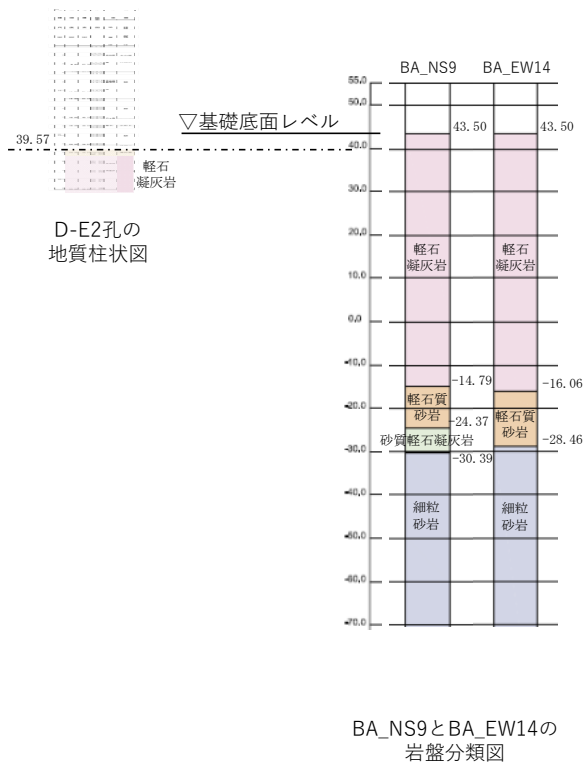 BA_NS9 BA_EW14
55.0
50.0
▽基礎底面レベル
43.50 43.50
39.57
40.0
軽石
凝灰岩
30.0
D-E2孔の
地質柱状図
20.0
軽石
凝灰岩
軽石
凝灰岩
10.0
0.0
-10.0
-14.79
-16.06
-20.0
軽石質
砂岩
-24.37
軽石質
砂岩
砂質軽石凝灰岩
-28.46
-30.0
-30.39
-40.0
細粒
砂岩
細粒
砂岩
-50.0
-60.0
-70.0
BA_NS9とBA_EW14の
岩盤分類図